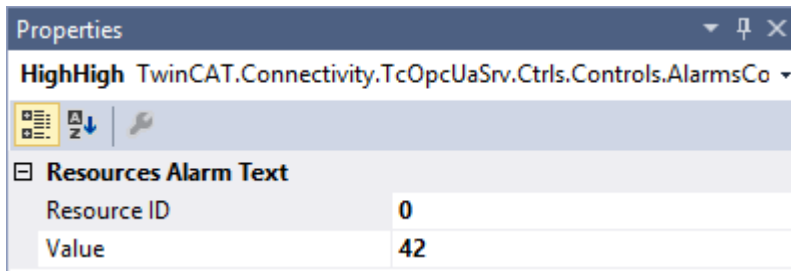 Properties
HighHigh TwinCAT.Connectivity.TcOpcUaSrv.Ctrls.Controls.AlarmsCo
Resources Alarm Text
Resource ID 0
Value 42